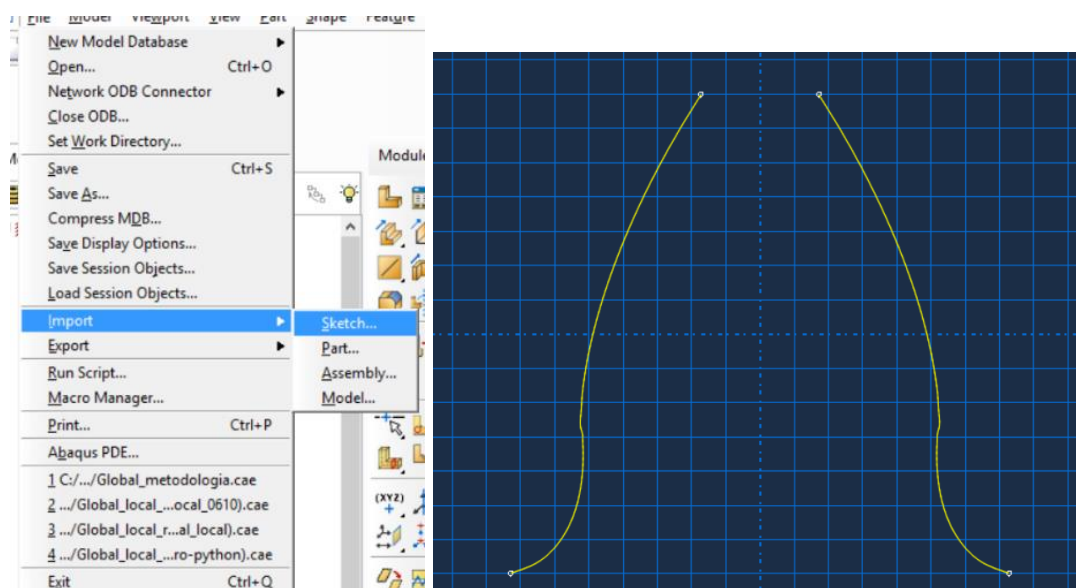 File Model Viewport View Part Shape Feature
New Model Database
Open... Ctrl+O
Network ODB Connector
Close ODB...
Set Work Directory...
Module
Save Ctrl+S
Save As...
Compress MDB...
Save Display Options...
Save Session Objects...
Load Session Objects...
Import Sketch...
Export Part...
Run Script... Assembly...
Macro Manager... Model...
Print... Ctrl+P
Abaqus PDE...
1 C:/.../Global_metodologia.cae
2 .../Global_local_...ocal_0610).cae
(XYZ)
3 .../Global_local_r...al_local).cae
4 .../Global_local_...ro-python).cae
Exit Ctrl+Q